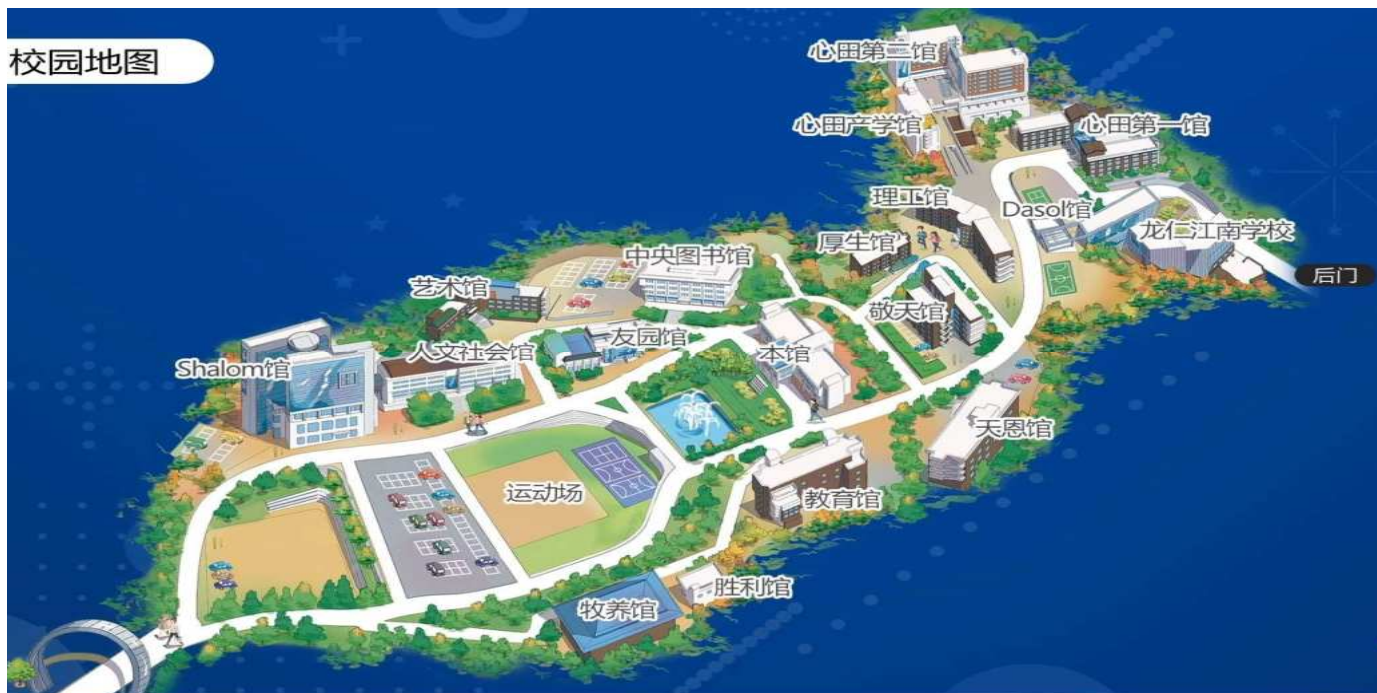 校园地图
心田第二馆
心田产学馆
心田第一馆
理工馆
Dasol馆
龙仁江南学校
厚生馆
后门
中央图书馆
艺术馆
敬天馆
友园馆
本馆
人文社会馆
Shalom馆
天恩馆
运动场
教育馆
胜利馆
牧养馆